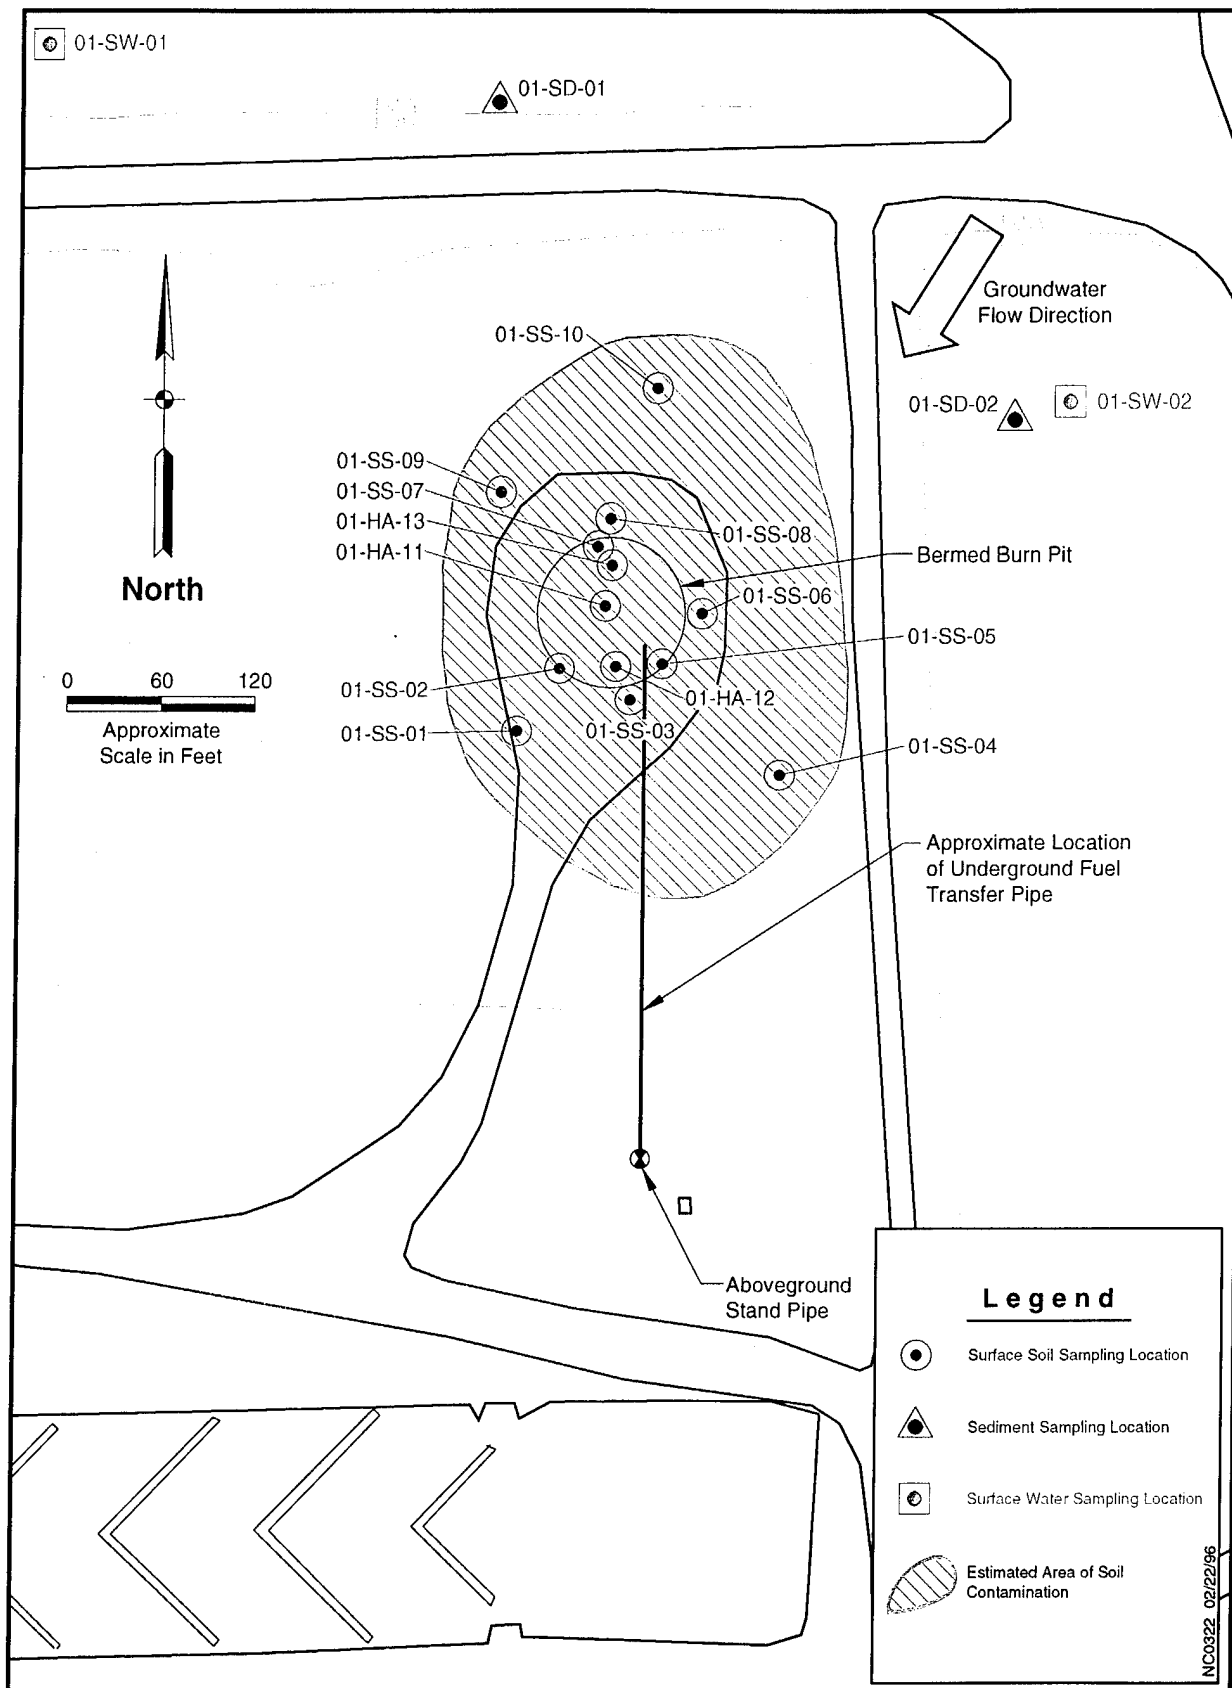 01-SW-01
01-SD-01
Groundwater
Flow Direction
01-SS-10
01-SD-02
01-SW-02
01-SS-09
01-SS-07
01-HA-13
01-HA-11
01-SS-08
Bermed Burn Pit
North
01-SS-06
01-SS-05
0 60 120
Approximate
Scale in Feet
01-SS-02
01-HA-12
01-SS-01
01-SS-03
01-SS-04
Approximate Location
of Underground Fuel
Transfer Pipe
Aboveground
Stand Pipe
Legend
Surface Soil Sampling Location
Sediment Sampling Location
Surface Water Sampling Location
Estimated Area of Soil
Contamination
NC0322 02/22/96